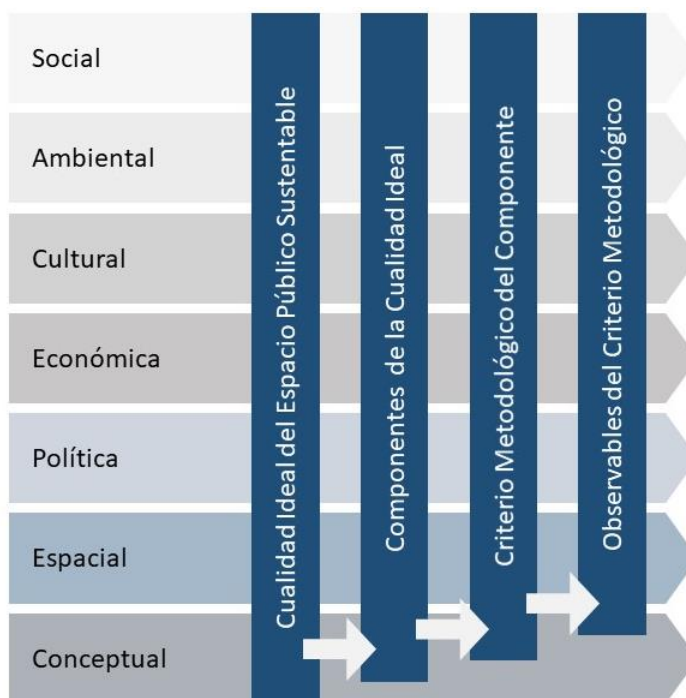 Social
Ambiental
Cultural
Económica
Política
Espacial
Conceptual
Cualidad Ideal del Espacio Público Sustentable
Componentes de la Cualidad Ideal
Criterio Metodológico del Componente
Observables del Criterio Metodológico